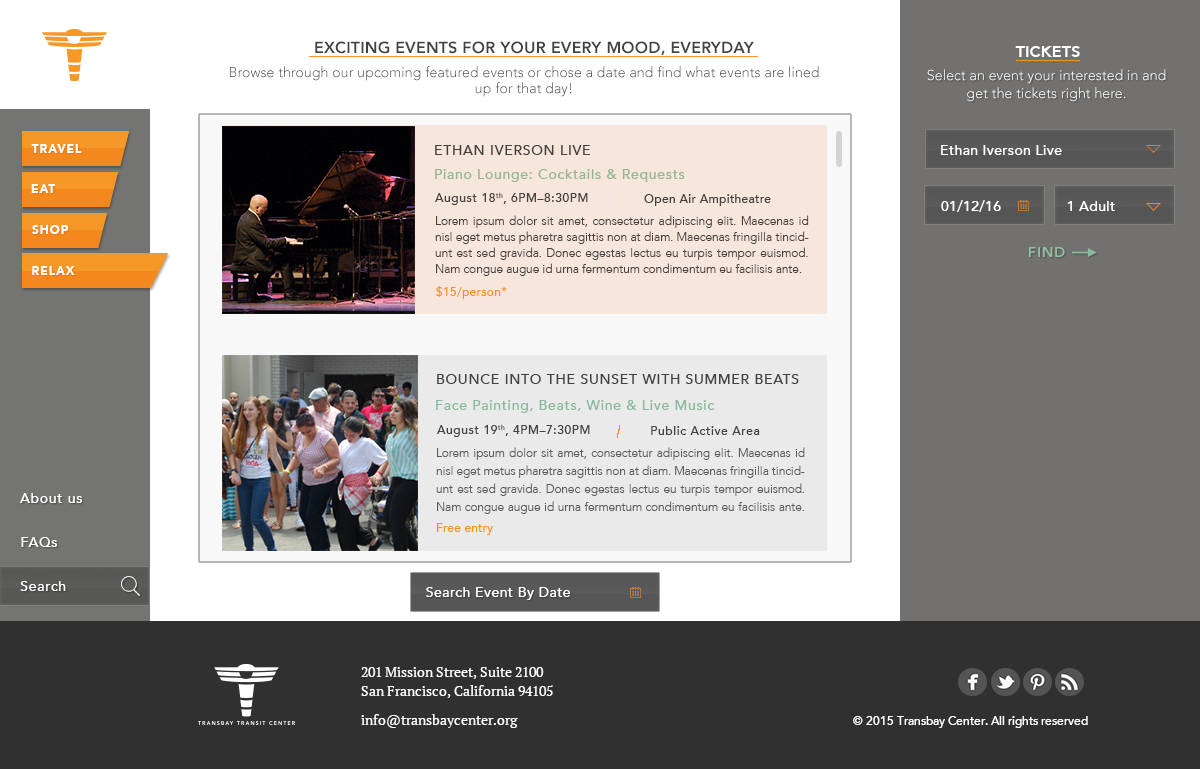 TRAVEL
EAT
SHOP
RELAX
About us
FAQs
Search
EXCITING EVENTS FOR YOUR EVERY MOOD, EVERYDAY
Browse through our upcoming featured events or chose a date and find what events are lined
up for that day!
ETHAN IVERSON LIVE
Piano Lounge: Cocktails & Requests
August 18th, 6PM–8:30PM Open Air Ampitheatre
Lorem ipsum dolor sit amet, consectetur adipiscing elit. Maecenas id
nisl eget metus pharetra sagittis non at diam. Maecenas fringilla tincid-
unt est sed gravida. Donec egestas lectus eu turpis tempor euismod.
Nam congue augue id urna fermentum condimentum eu facilisis ante.
$15/person*
BOUNCE INTO THE SUNSET WITH SUMMER BEATS
Face Painting, Beats, Wine & Live Music
August 19th, 4PM–7:30PM / Public Active Area
Lorem ipsum dolor sit amet, consectetur adipiscing elit. Maecenas id
nisl eget metus pharetra sagittis non at diam. Maecenas fringilla tincid-
unt est sed gravida. Donec egestas lectus eu turpis tempor euismod.
Nam congue augue id urna fermentum condimentum eu facilisis ante.
Free entry
Search Event By Date
TICKETS
Select an event your interested in and
get the tickets right here.
Ethan Iverson Live
01/12/16
1 Adult
FIND
TRANSBAY TRANSIT CENTER
201 Mission Street, Suite 2100
San Francisco, California 94105
info@transbaycenter.org
© 2015 Transbay Center. All rights reserved